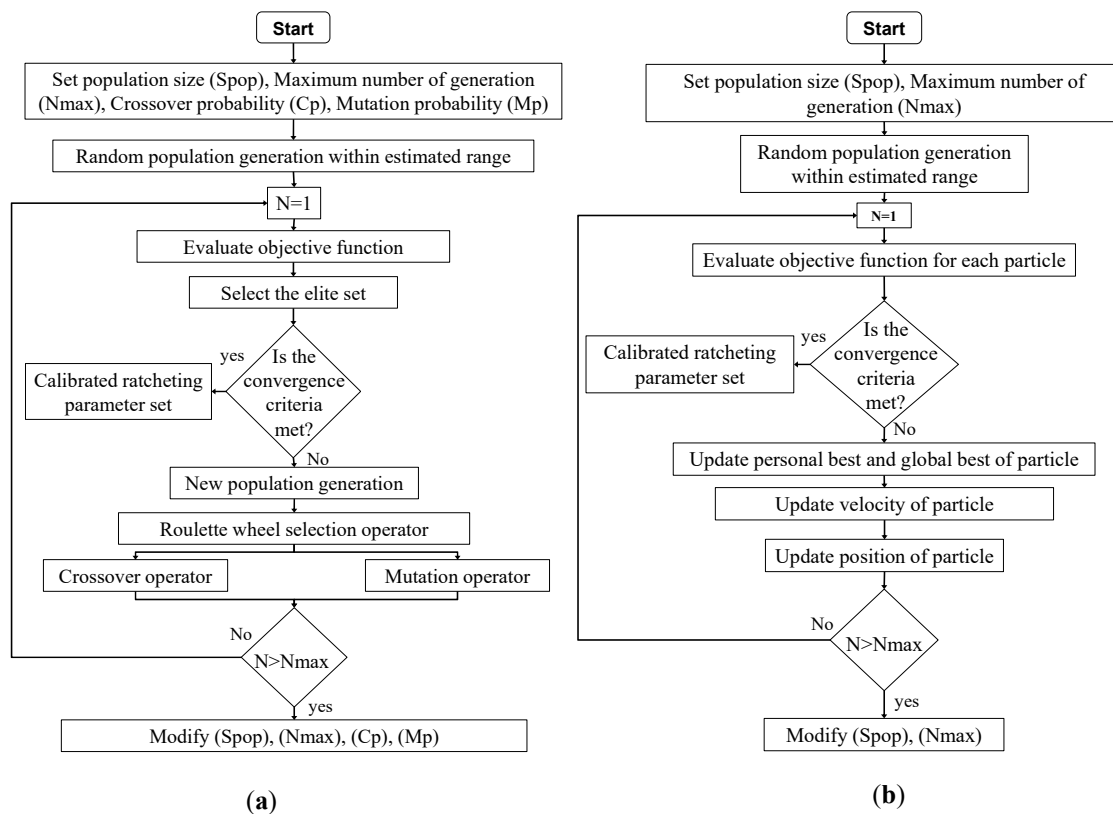 Start
Set population size (Spop), Maximum number of generation
(Nmax), Crossover probability (Cp), Mutation probability (Mp)
Random population generation within estimated range
N=1
Evaluate objective function
Select the elite set
Is the
convergence
criteria
met?
yes
Calibrated ratcheting
parameter set
No
New population generation
Roulette wheel selection operator
Crossover operator
Mutation operator
No
N>Nmax
yes
Modify (Spop), (Nmax), (Cp), (Mp)
(a)
Start
Set population size (Spop), Maximum number of
generation (Nmax)
Random population generation
within estimated range
N=1
Evaluate objective function for each particle
Is the
convergence
criteria
met?
yes
Calibrated ratcheting
parameter set
No
Update personal best and global best of particle
Update velocity of particle
Update position of particle
No
N>Nmax
yes
Modify (Spop), (Nmax)
(b)